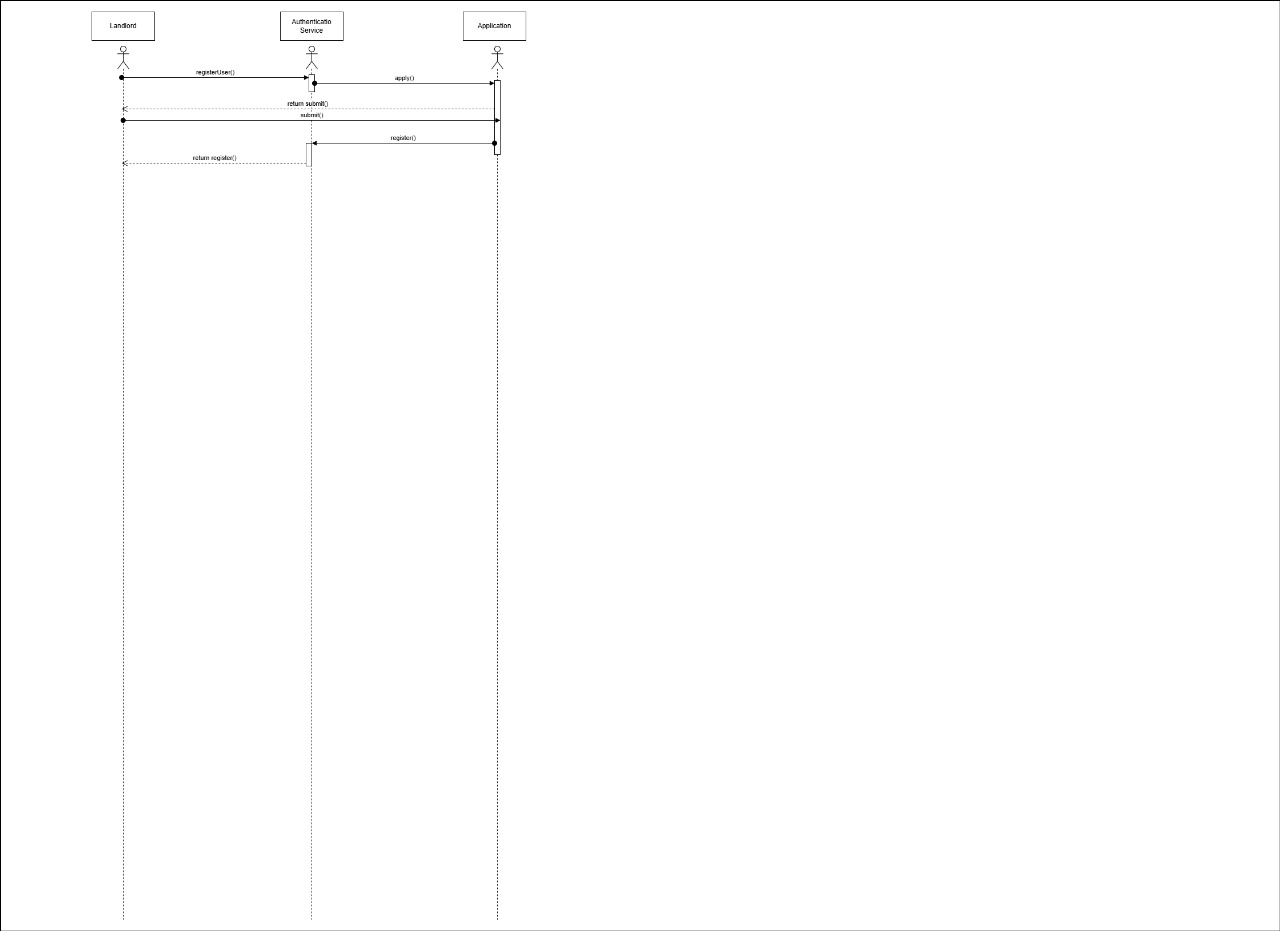 Landlord
Authenticatio
Service
Application
registerUser()
apply()
return submit()
submit()
register()
return register()